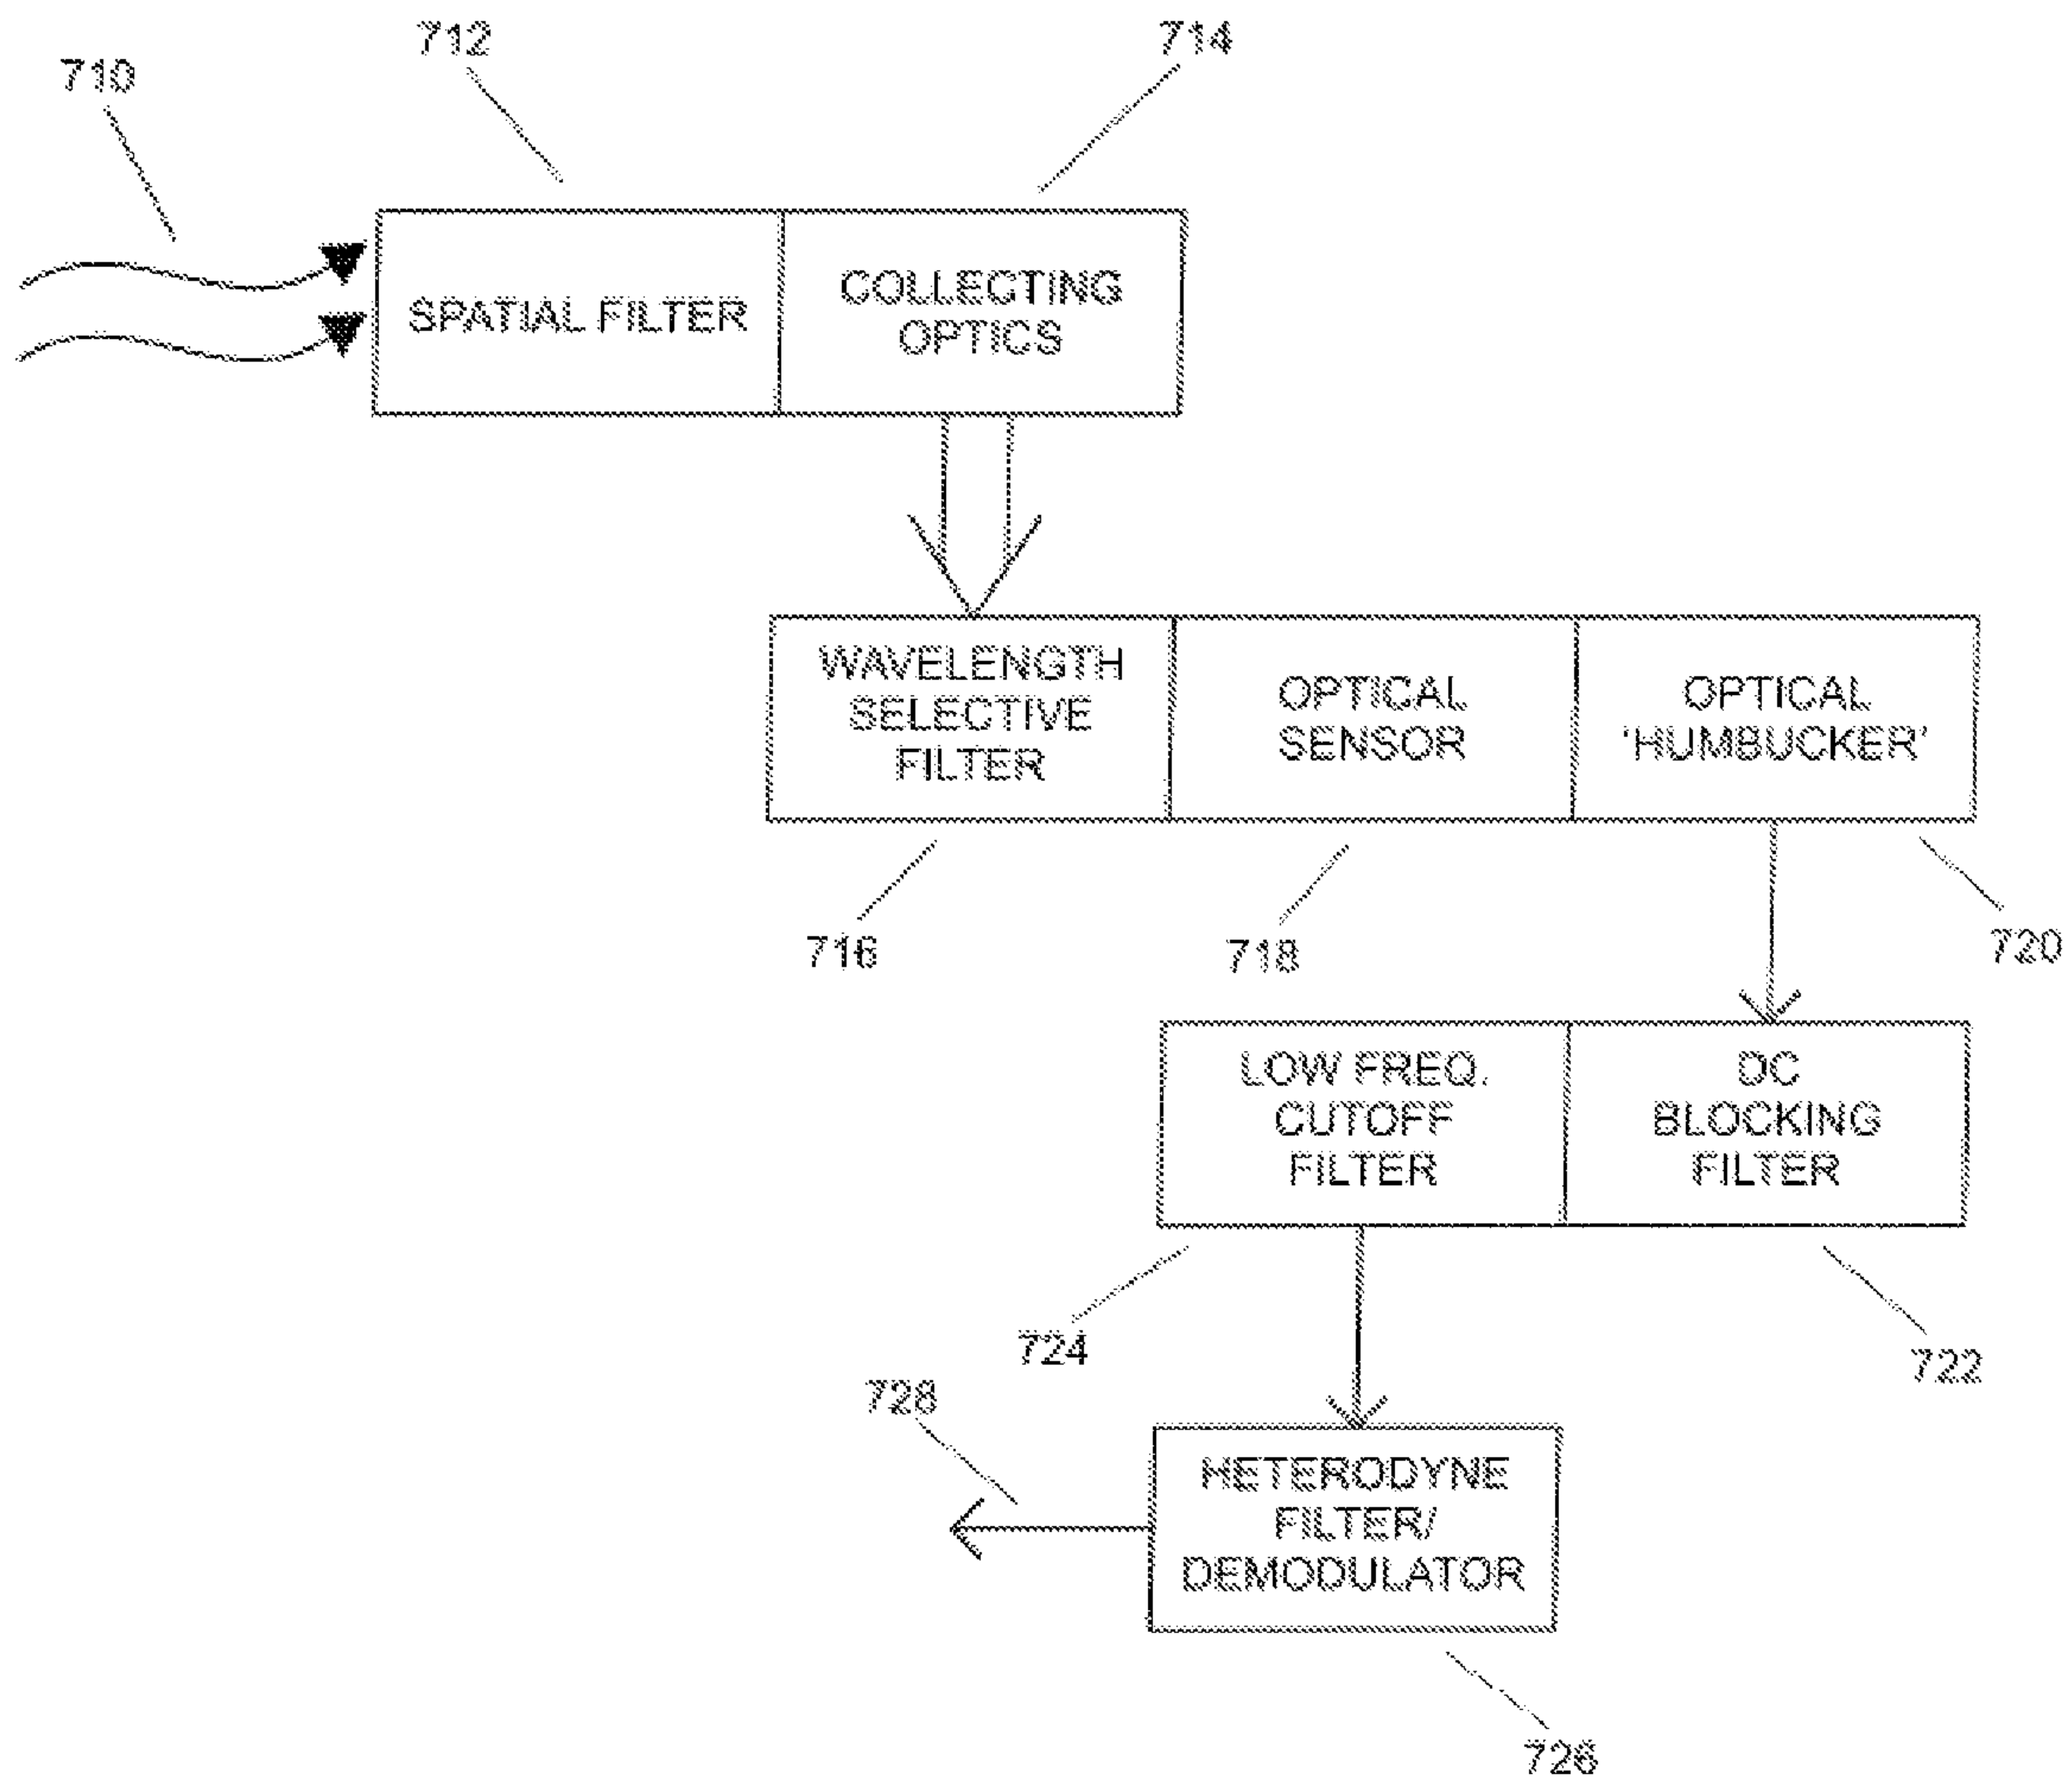 712
714
710
SPATIAL FILTER
COLLECTING
OPTICS
WAVELENGTH
SELECTIVE
FILTER
OPTICAL
SENSOR
OPTICAL
'HUMBUCKER'
716
718
720
LOW FREQ.
CUTOFF
FILTER
DC
BLOCKING
FILTER
724
722
728
HETERODYNE
FILTER/
DEMODULATOR
726